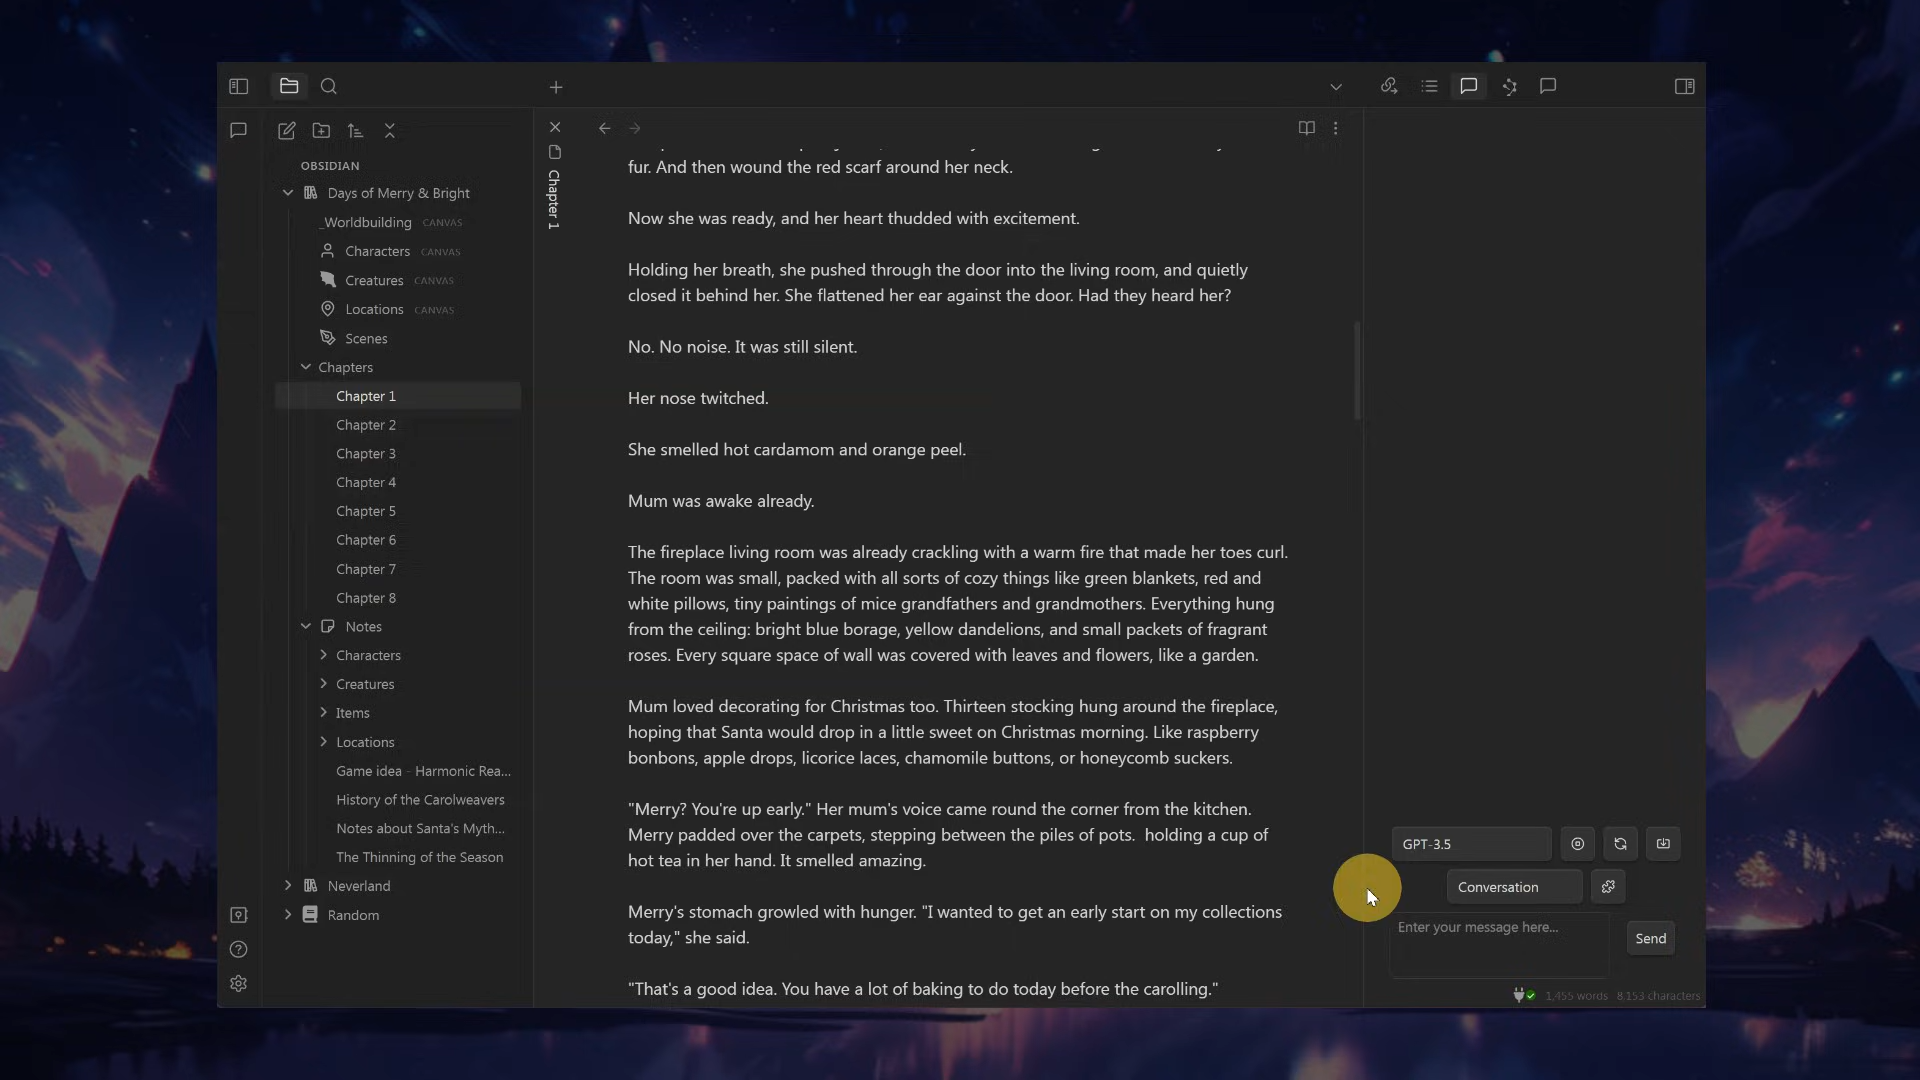 OBSIDIAN
Days of Merry & Bright
_Worldbuilding CANVAS
Characters CANVAS
Creatures CANVAS
Locations CANVAS
Scenes
Chapters
Chapter 1
Chapter 2
Chapter 3
Chapter 4
Chapter 5
Chapter 6
Chapter 7
Chapter 8
Notes
Characters
Creatures
Items
Locations
Game idea - Harmonic Rea...
History of the Carolweavers
Notes about Santa's Myth...
The Thinning of the Season
Neverland
Random
Chapter 1
fur. And then wound the red scarf around her neck.
Now she was ready, and her heart thudded with excitement.
Holding her breath, she pushed through the door into the living room, and quietly
closed it behind her. She flattened her ear against the door. Had they heard her?
No. No noise. It was still silent.
Her nose twitched.
She smelled hot cardamom and orange peel.
Mum was awake already.
The fireplace living room was already crackling with a warm fire that made her toes curl.
The room was small, packed with all sorts of cozy things like green blankets, red and
white pillows, tiny paintings of mice grandfathers and grandmothers. Everything hung
from the ceiling: bright blue borage, yellow dandelions, and small packets of fragrant
roses. Every square space of wall was covered with leaves and flowers, like a garden.
Mum loved decorating for Christmas too. Thirteen stocking hung around the fireplace,
hoping that Santa would drop in a little sweet on Christmas morning. Like raspberry
bonbons, apple drops, licorice laces, chamomile buttons, or honeycomb suckers.
"Merry? You're up early." Her mum's voice came round the corner from the kitchen.
Merry padded over the carpets, stepping between the piles of pots.  holding a cup of
hot tea in her hand. It smelled amazing.
Merry's stomach growled with hunger. "I wanted to get an early start on my collections
today," she said.
"That's a good idea. You have a lot of baking to do today before the carolling."
GPT-3.5
Conversation
Enter your message here...
Send
1,455 words 8,153 characters